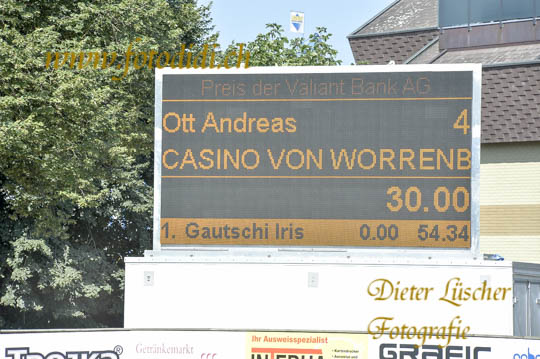 www.fotodidi.ch
Preis der Valiant Bank AG
Ott Andreas 4
CASINO VON WORRENB
30.00
1. Gautschi Iris 0.00 54.34
Dieter Lüscher
Fotografie
Getränkemarkt
Ihr Ausweisspezialist
GRAFIC